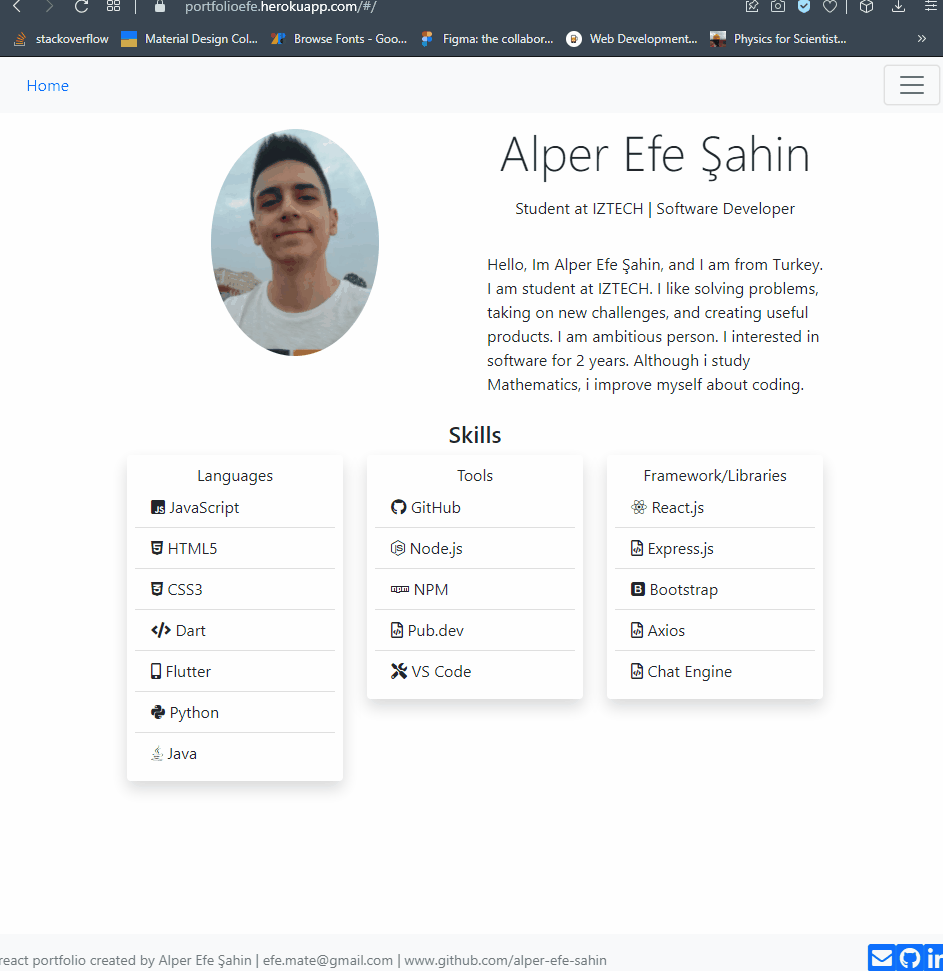 portfolioefe.herokuapp.com/#/
stackoverflow
Material Design Col...
Browse Fonts - Goo...
Figma: the collabor...
Web Development...
Physics for Scientist...
»
Home
Alper Efe Şahin
Student at IZTECH | Software Developer
Hello, Im Alper Efe Şahin, and I am from Turkey.
I am student at IZTECH. I like solving problems,
taking on new challenges, and creating useful
products. I am ambitious person. I interested in
software for 2 years. Although i study
Mathematics, i improve myself about coding.
Skills
Languages
JavaScript
HTML5
CSS3
Dart
Flutter
Python
Java
Tools
GitHub
Node.js
NPM
Pub.dev
VS Code
Framework/Libraries
React.js
Express.js
Bootstrap
Axios
Chat Engine
react portfolio created by Alper Efe Şahin | efe.mate@gmail.com | www.github.com/alper-efe-sahin